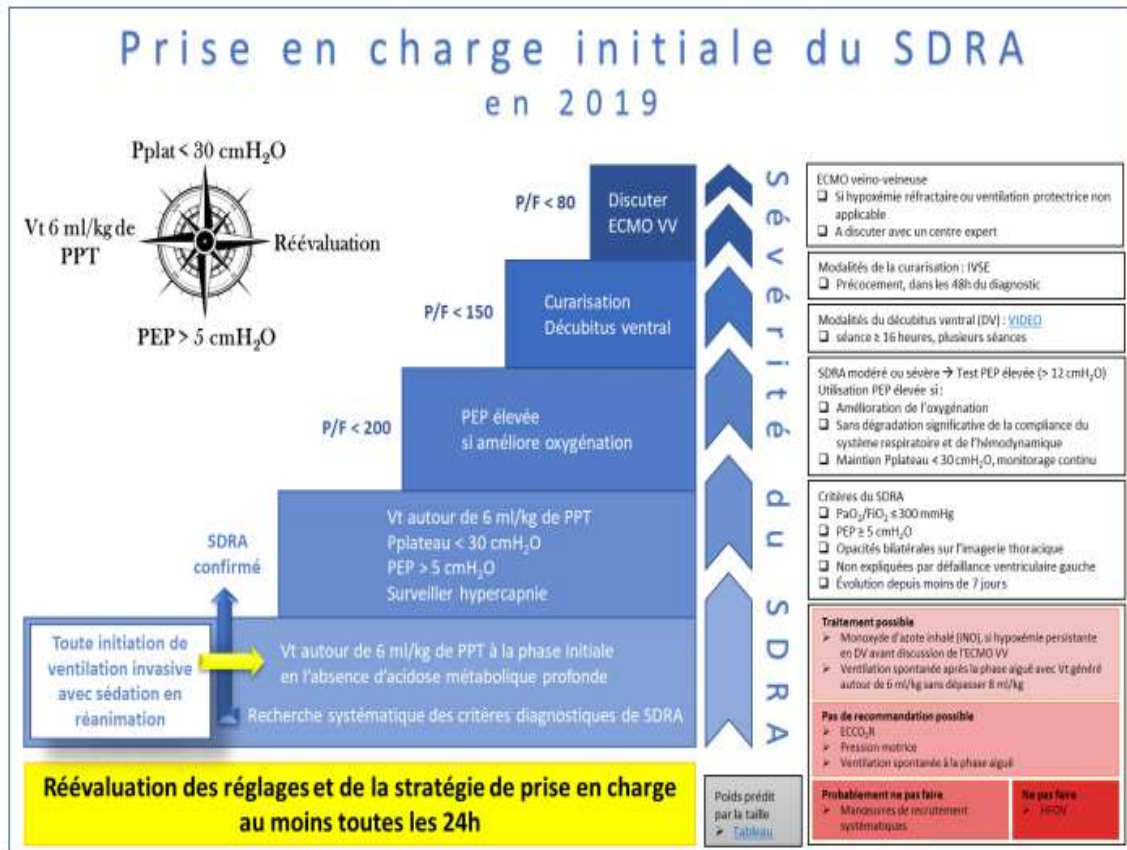 Prise en charge initiale du SDRA
en 2019
Pplat < 30 cmH₂O
Vt 6 ml/kg de
PPT
Réévaluation
PEP > 5 cmH₂O
P/F < 80
Discuter
ECMO VV
P/F < 150
Curarisation
Décubitus ventral
P/F < 200
PEP élevée
si améliore oxygénation
SDRA
confirmé
Vt autour de 6 ml/kg de PPT
Pplateau < 30 cmH₂O
PEP > 5 cmH₂O
Surveiller hypercapnie
Toute initiation de
ventilation invasive
avec sédation en
réanimation
Vt autour de 6 ml/kg de PPT à la phase initiale
en l'absence d'acidose métabolique profonde
Recherche systématique des critères diagnostiques de SDRA
Réévaluation des réglages et de la stratégie de prise en charge
au moins toutes les 24h
Sévérité du SDRA
ECMO veino-veineuse
❑ Si hypoxémie réfractaire ou ventilation protectrice non
applicable
❑ A discuter avec un centre expert
Modalités de la curarisation : IVSE
❑ Précocement, dans les 48h du diagnostic
Modalités du décubitus ventral (DV) : VIDEO
❑ séance ≥ 16 heures, plusieurs séances
SDRA modéré ou sévère → Test PEP élevée (> 12 cmH₂O)
Utilisation PEP élevée si :
❑ Amélioration de l'oxygénation
❑ Sans dégradation significative de la compliance du
système respiratoire et de l'hémodynamique
❑ Maintien Pplateau < 30 cmH₂O, monitorage continu
Critères du SDRA
❑ PaO₂/FiO₂ ≤ 300 mmHg
❑ PEP ≥ 5 cmH₂O
❑ Opacités bilatérales sur l'imagerie thoracique
❑ Non expliquées par défaillance ventriculaire gauche
❑ Évolution depuis moins de 7 jours
Traitement possible
➢ Monoxyde d'azote inhalé (iNO), si hypoxémie persistante
en DV avant discussion de l'ECMO VV
➢ Ventilation spontanée après la phase aiguë avec Vt généré
autour de 6 ml/kg sans dépasser 8 ml/kg
Pas de recommandation possible
➢ ECCO₂R
➢ Pression motrice
➢ Ventilation spontanée à la phase aiguë
Poids prédit
par la taille
➢ Tableau
Probablement ne pas faire
➢ Manœuvres de recrutement
systématiques
Ne pas faire
➢ HFOV